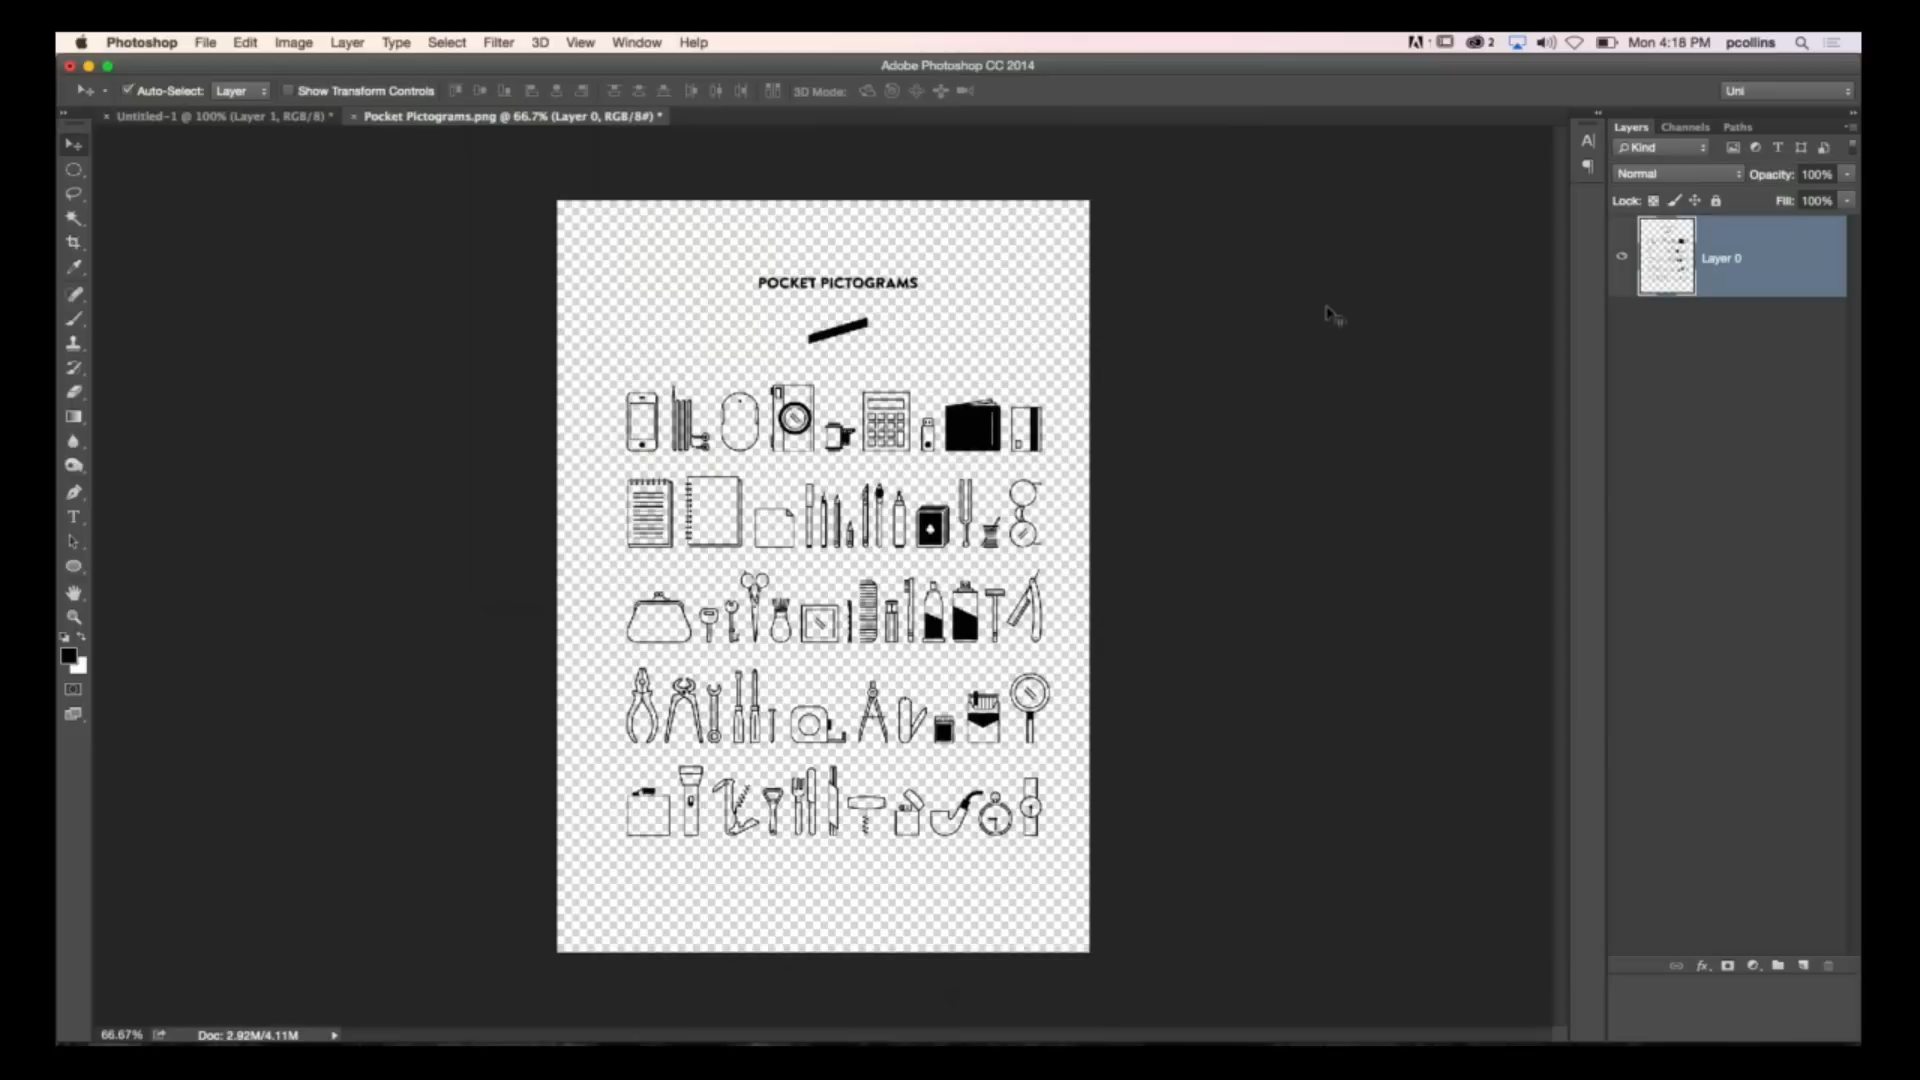 Photoshop File Edit Image Layer Type Select Filter 3D View Window Help 2 Mon 4:18 PM pcollins
Adobe Photoshop CC 2014
Auto-Select: Layer Show Transform Controls 3D Mode: Uni
Untitled-1 @ 100% (Layer 1, RGB/8) * Pocket Pictograms.png @ 66.7% (Layer 0, RGB/8#) *
Layers Channels Paths
Kind
Normal Opacity: 100%
Lock: Fill: 100%
Layer 0
POCKET PICTOGRAMS
66.67% Doc: 2.92M/4.11M